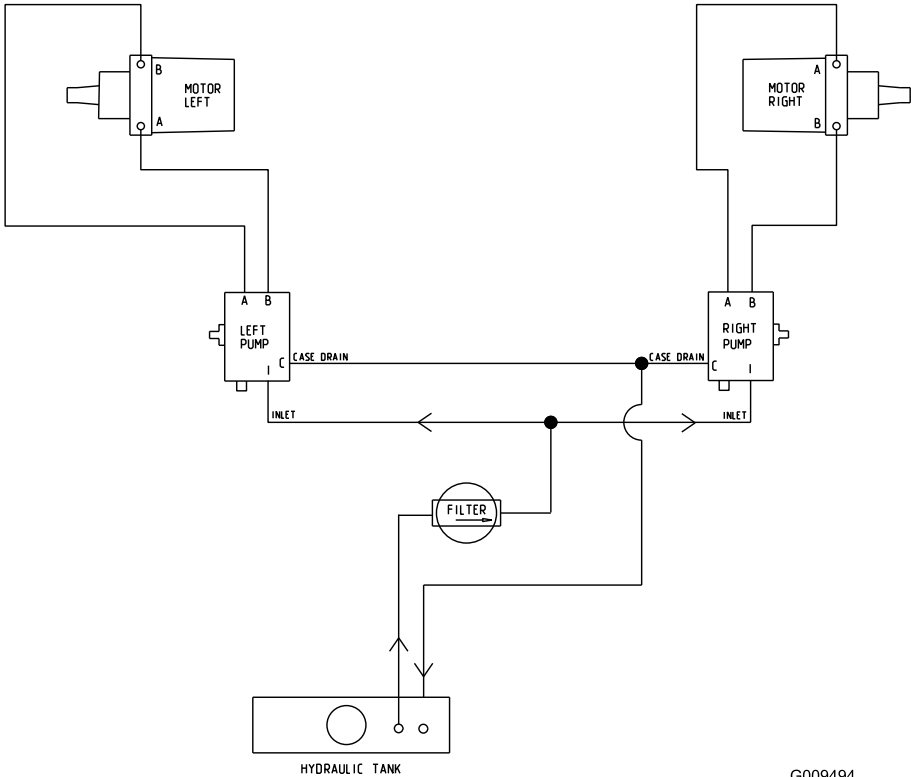 B
MOTOR
LEFT
A
A
MOTOR
RIGHT
B
A B
LEFT
PUMP
C
I
CASE DRAIN
INLET
A B
RIGHT
PUMP
C
I
CASE DRAIN
INLET
FILTER
HYDRAULIC TANK
G009494